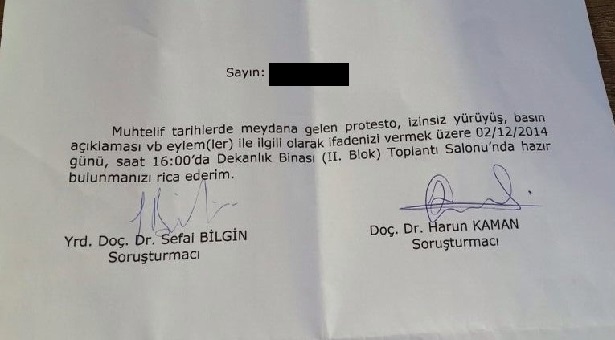 Sayın:
Muhtelif tarihlerde meydana gelen protesto, izinsiz yürüyüş, basın
açıklaması vb eylem(ler) ile ilgili olarak ifadenizi vermek üzere 02/12/2014
günü, saat 16:00'da Dekanlık Binası (II. Blok) Toplantı Salonu'nda hazır
bulunmanızı rica ederim.
Yrd. Doç. Dr. Sefai BİLGİN
Soruşturmacı
Doç. Dr. Harun KAMAN
Soruşturmacı